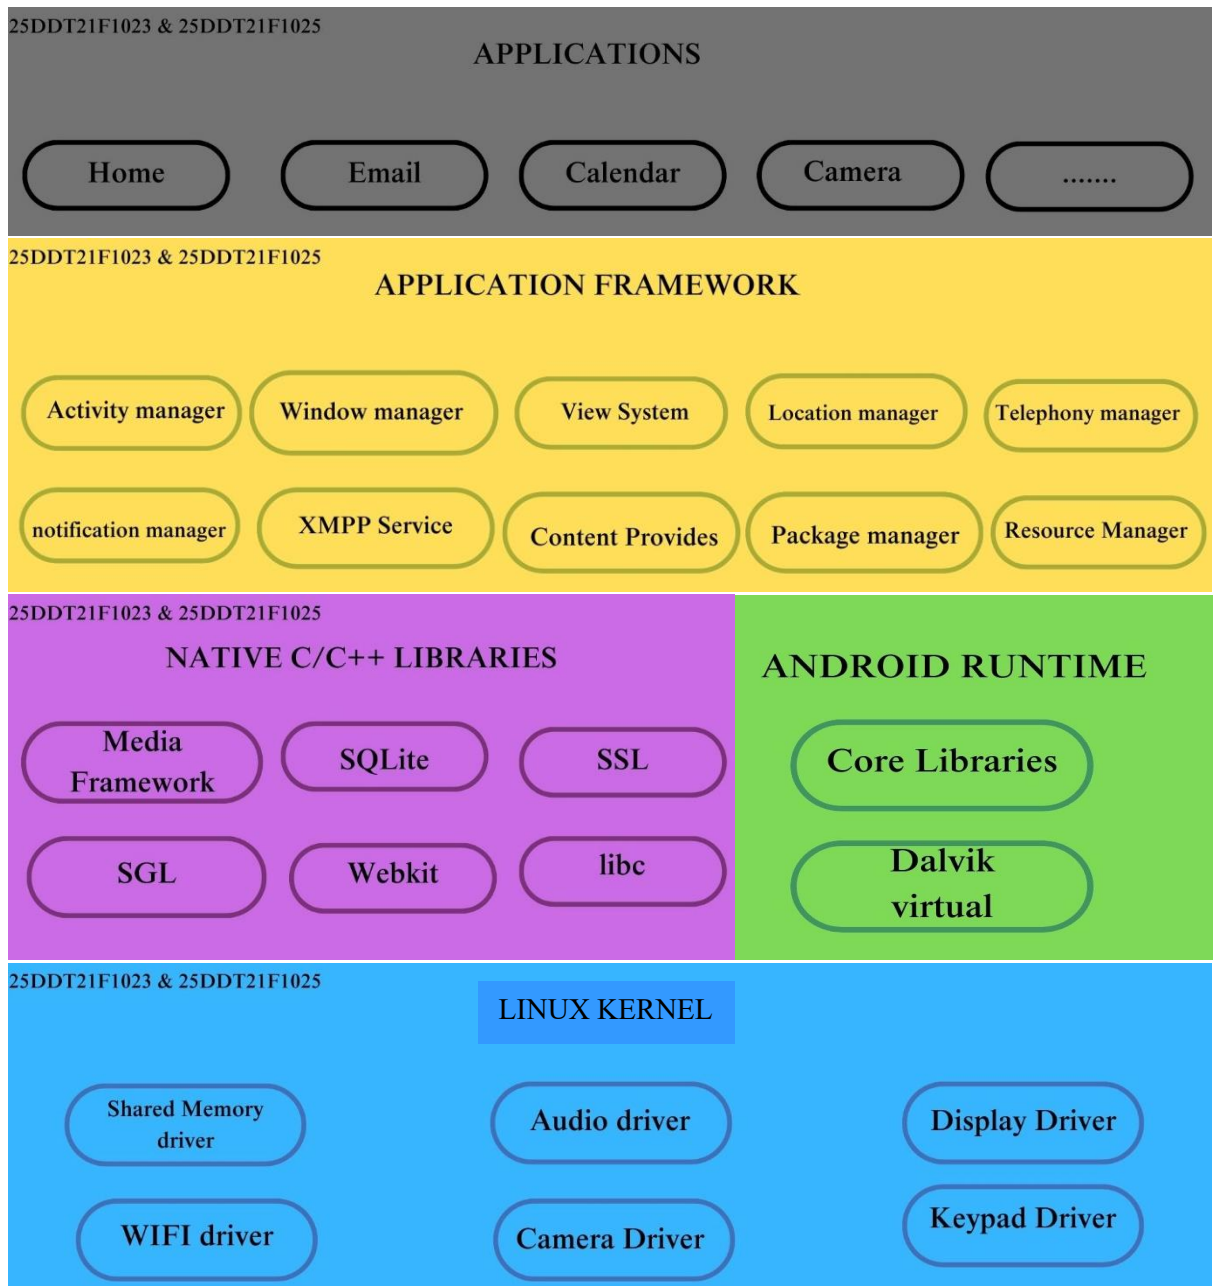 25DDT21F1023 & 25DDT21F1025
APPLICATIONS
Home
Email
Calendar
Camera
.......
25DDT21F1023 & 25DDT21F1025
APPLICATION FRAMEWORK
Activity manager
Window manager
View System
Location manager
Telephony manager
notification manager
XMPP Service
Content Provides
Package manager
Resource Manager
25DDT21F1023 & 25DDT21F1025
NATIVE C/C++ LIBRARIES
Media
Framework
SQLite
SSL
SGL
Webkit
libc
ANDROID RUNTIME
Core Libraries
Dalvik
virtual
25DDT21F1023 & 25DDT21F1025
LINUX KERNEL
Shared Memory
driver
Audio driver
Display Driver
WIFI driver
Camera Driver
Keypad Driver